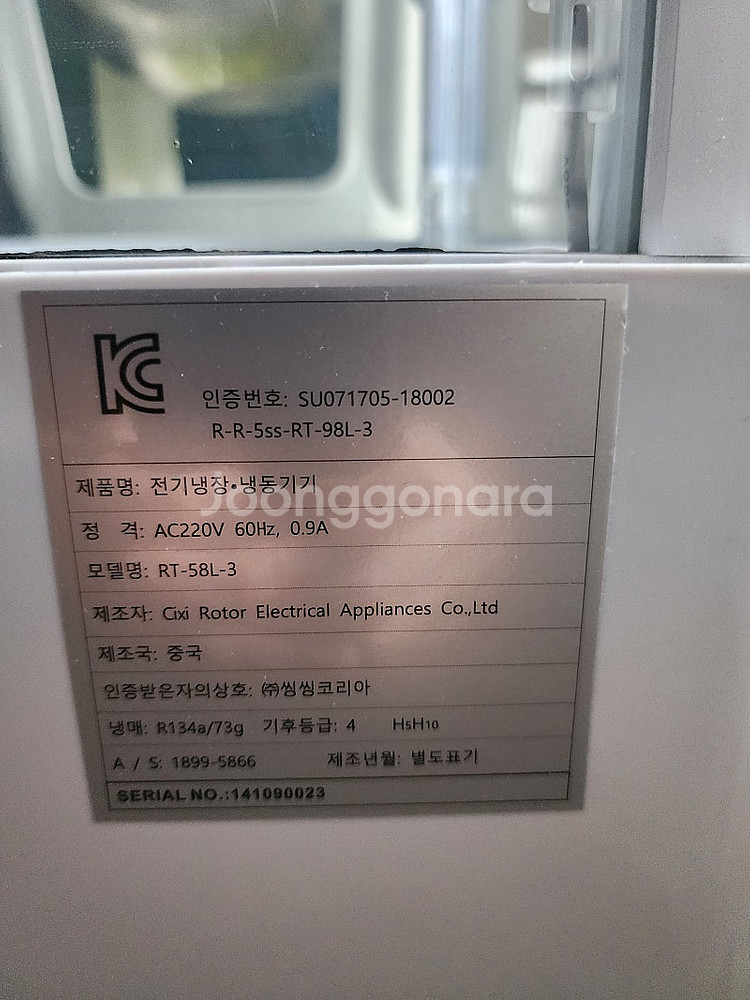 KC
인증번호: SU071705-18002
R-R-5ss-RT-98L-3
제품명: 전기냉장•냉동기기
Joonggonara
정 격: AC220V 60Hz, 0.9A
모델명: RT-58L-3
제조자: Cixi Rotor Electrical Appliances Co.,Ltd
제조국: 중국
인증받은자의상호: ㈜씽씽코리아
냉매: R134a/73g 기후등급: 4 H5H10
A / S: 1899-5866 제조년월: 별도표기
SERIAL NO.:141090023